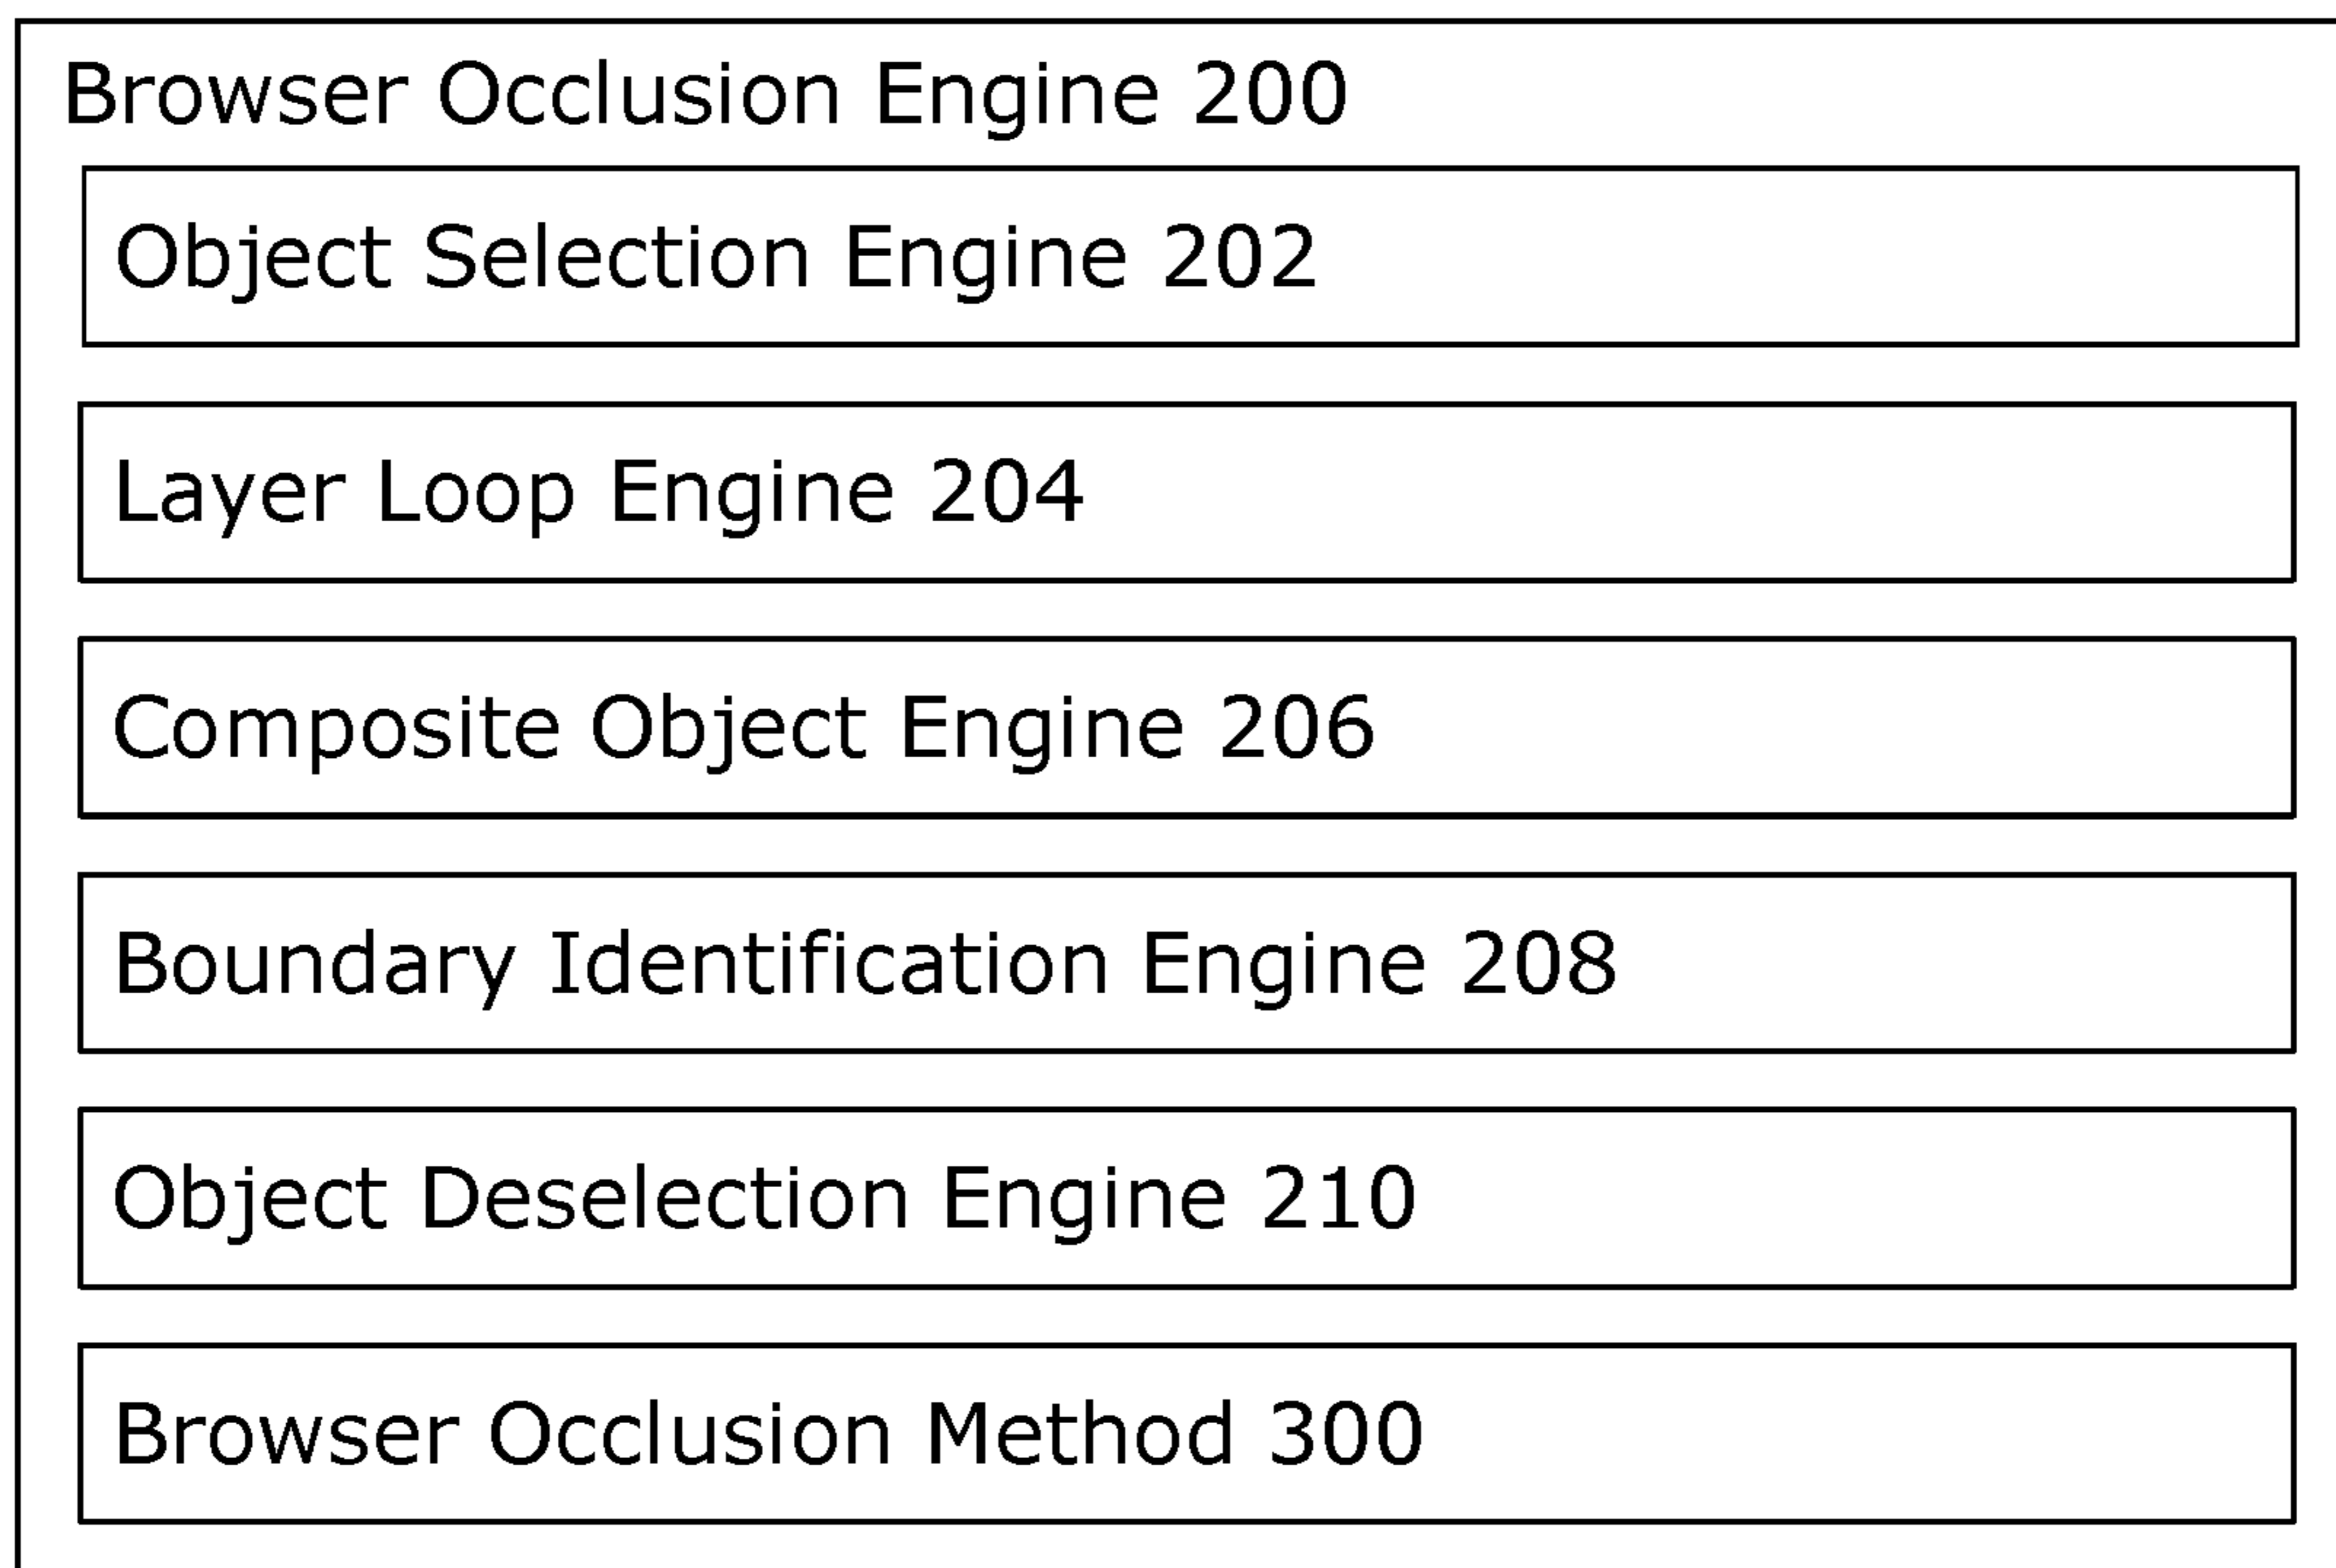 Browser Occlusion Engine 200
Object Selection Engine 202
Layer Loop Engine 204
Composite Object Engine 206
Boundary Identification Engine 208
Object Deselection Engine 210
Browser Occlusion Method 300